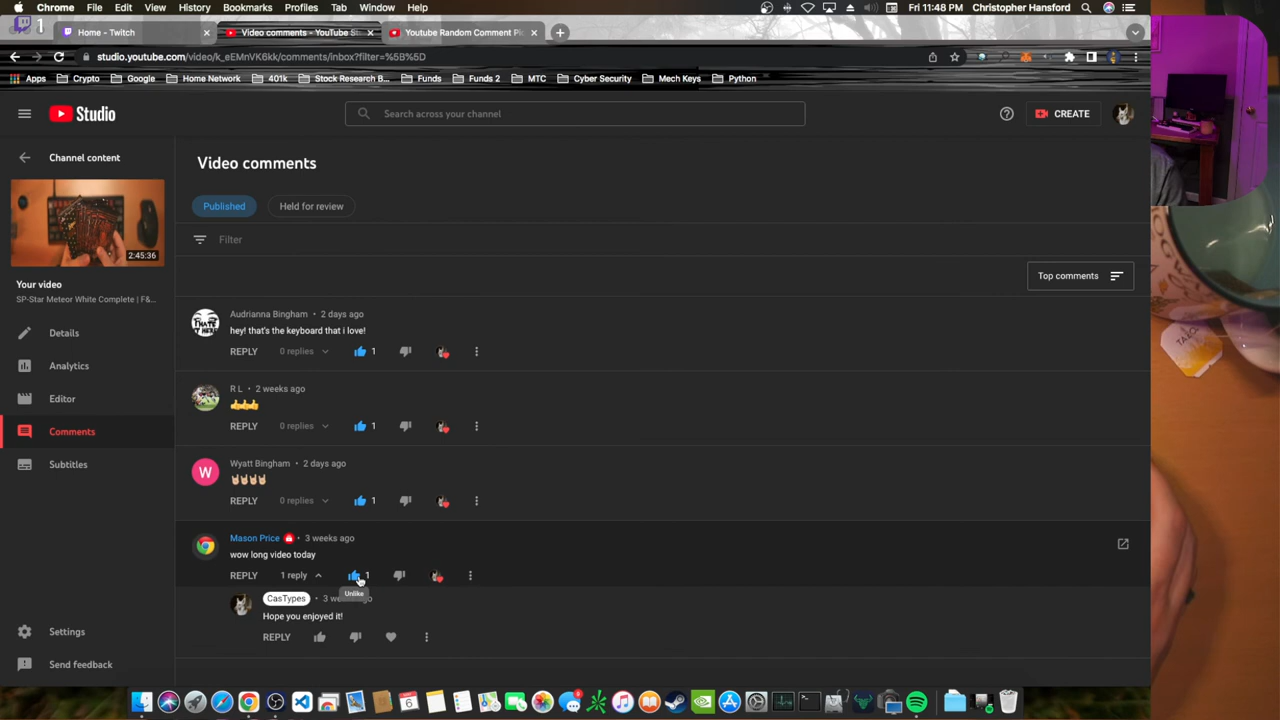 Chrome File Edit View History Bookmarks Profiles Tab Window Help Fri 11:48 PM Christopher Hansford
1
Home - Twitch Video comments - YouTube St YouTube Random Comment Pi
studio.youtube.com/video/k_eEMnVK6kk/comments/inbox?filter=%5B%5D
Apps Crypto Google Home Network 401k Stock Research B... Funds Funds 2 MTC Cyber Security Mech Keys Python
Studio Search across your channel CREATE
Channel content
2:45:36
Your video
SP-Star Meteor White Complete | F&...
Details
Analytics
Editor
Comments
Subtitles
Settings
Send feedback
Video comments
Published Held for review
Filter
Top comments
Audrianna Bingham • 2 days ago
hey! that's the keyboard that i love!
REPLY 0 replies 1
R L • 2 weeks ago
👍👍👍
REPLY 0 replies 1
Wyatt Bingham • 2 days ago
W
🤘🏻🤘🏻🤘🏻🤘🏻
REPLY 0 replies 1
Mason Price • 3 weeks ago
wow long video today
REPLY 1 reply 1
Unlike
CasTypes • 3
Hope you enjoyed it!
REPLY